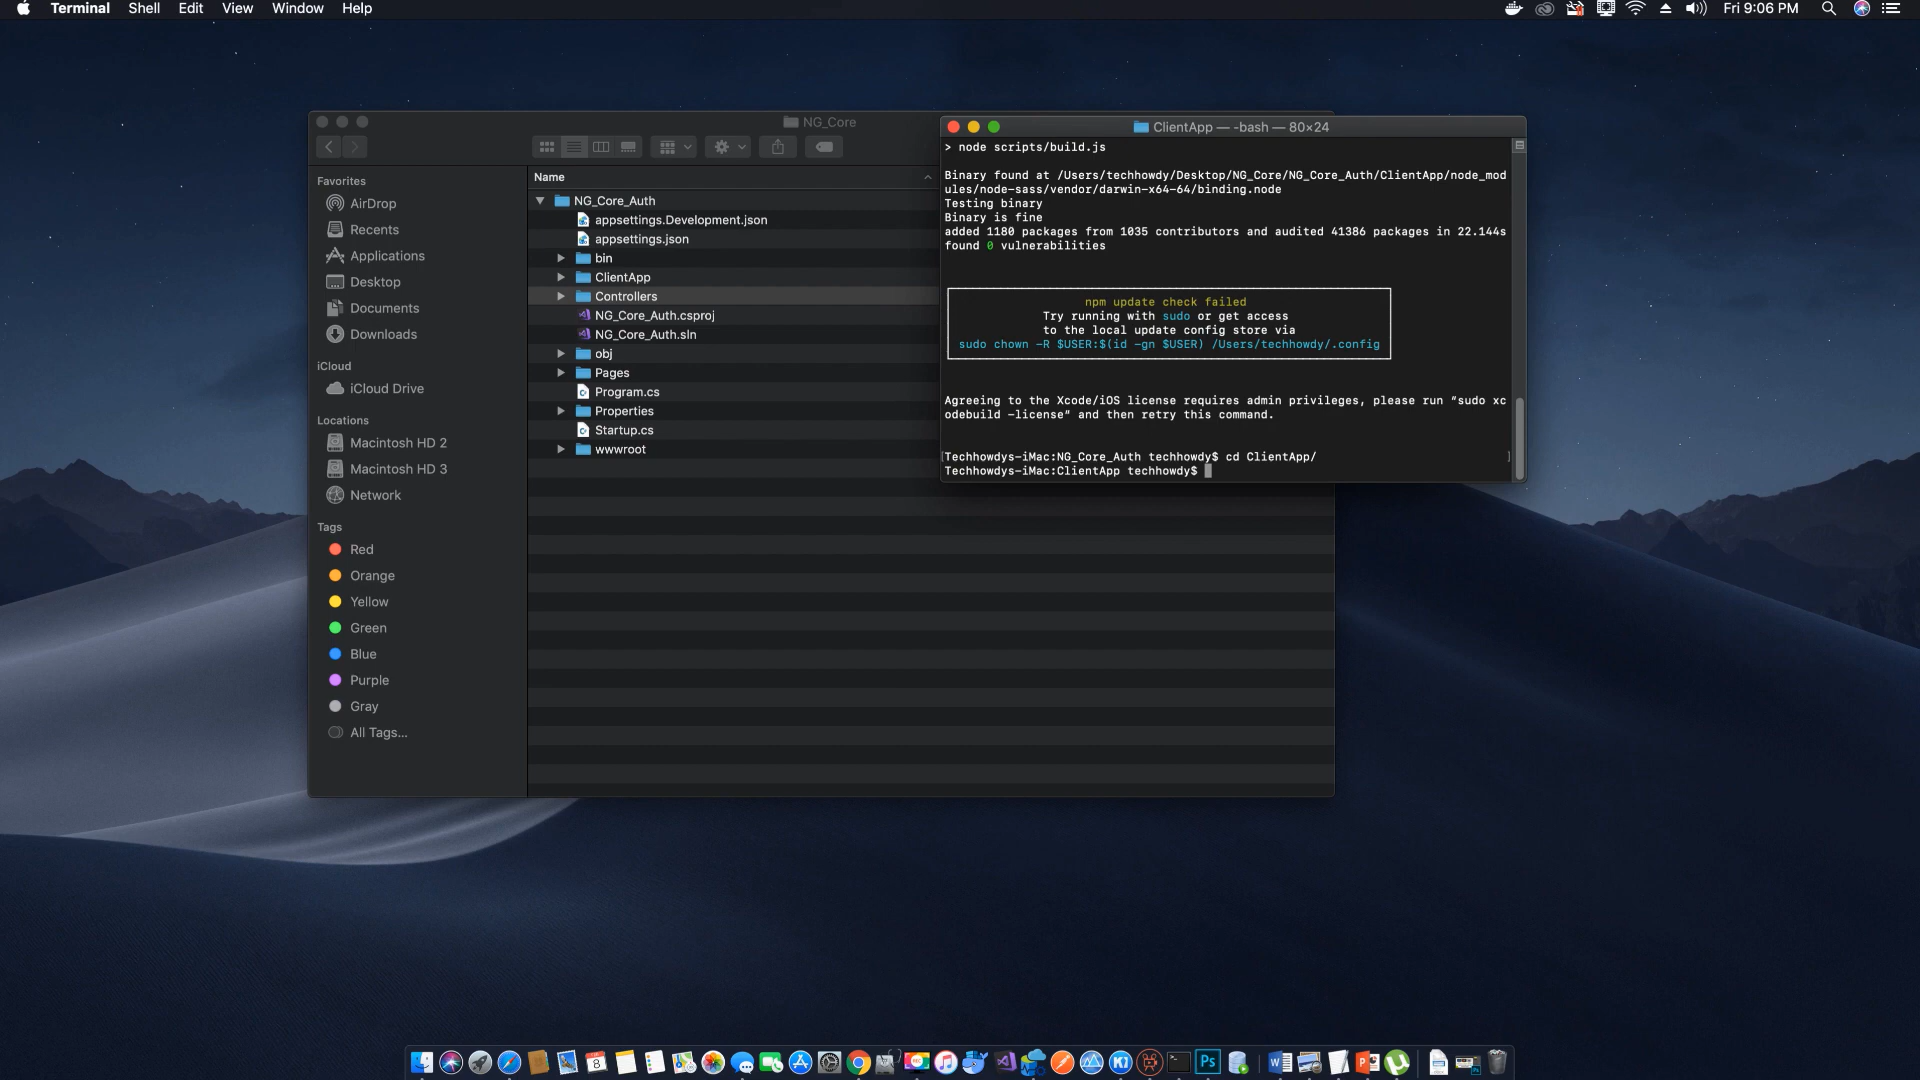 Terminal Shell Edit View Window Help
Fri 9:06 PM
NG_Core
Favorites
AirDrop
Recents
Applications
Desktop
Documents
Downloads
iCloud
iCloud Drive
Locations
Macintosh HD 2
Macintosh HD 3
Network
Tags
Red
Orange
Yellow
Green
Blue
Purple
Gray
All Tags...
Name
NG_Core_Auth
appsettings.Development.json
appsettings.json
bin
ClientApp
Controllers
NG_Core_Auth.csproj
NG_Core_Auth.sln
obj
Pages
Program.cs
Properties
Startup.cs
wwwroot
ClientApp — -bash — 80×24
> node scripts/build.js
Binary found at /Users/techhowdy/Desktop/NG_Core/NG_Core_Auth/ClientApp/node_mod
ules/node-sass/vendor/darwin-x64-64/binding.node
Testing binary
Binary is fine
added 1180 packages from 1035 contributors and audited 41386 packages in 22.144s
found 0 vulnerabilities
npm update check failed
Try running with sudo or get access
to the local update config store via
sudo chown -R $USER:$(id -gn $USER) /Users/techhowdy/.config
Agreeing to the Xcode/iOS license requires admin privileges, please run “sudo xc
odebuild -license” and then retry this command.
[Techhowdys-iMac:NG_Core_Auth techhowdy$ cd ClientApp/ ]
Techhowdys-iMac:ClientApp techhowdy$
8
Ps